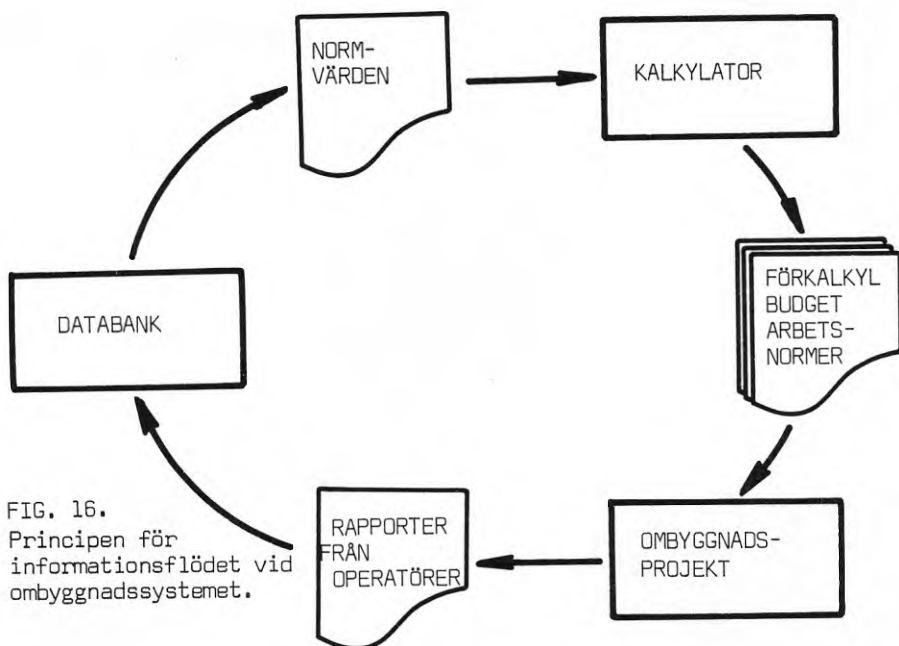 NORM-
VÄRDEN
KALKYLATOR
FÖRKALKYL
BUDGET
ARBETS-
NORMER
DATABANK
OMBYGGNADS-
PROJEKT
RAPPORTER
FRÅN
OPERATÖRER
FIG. 16.
Principen för
informationsflödet vid
ombyggnadssystemet.